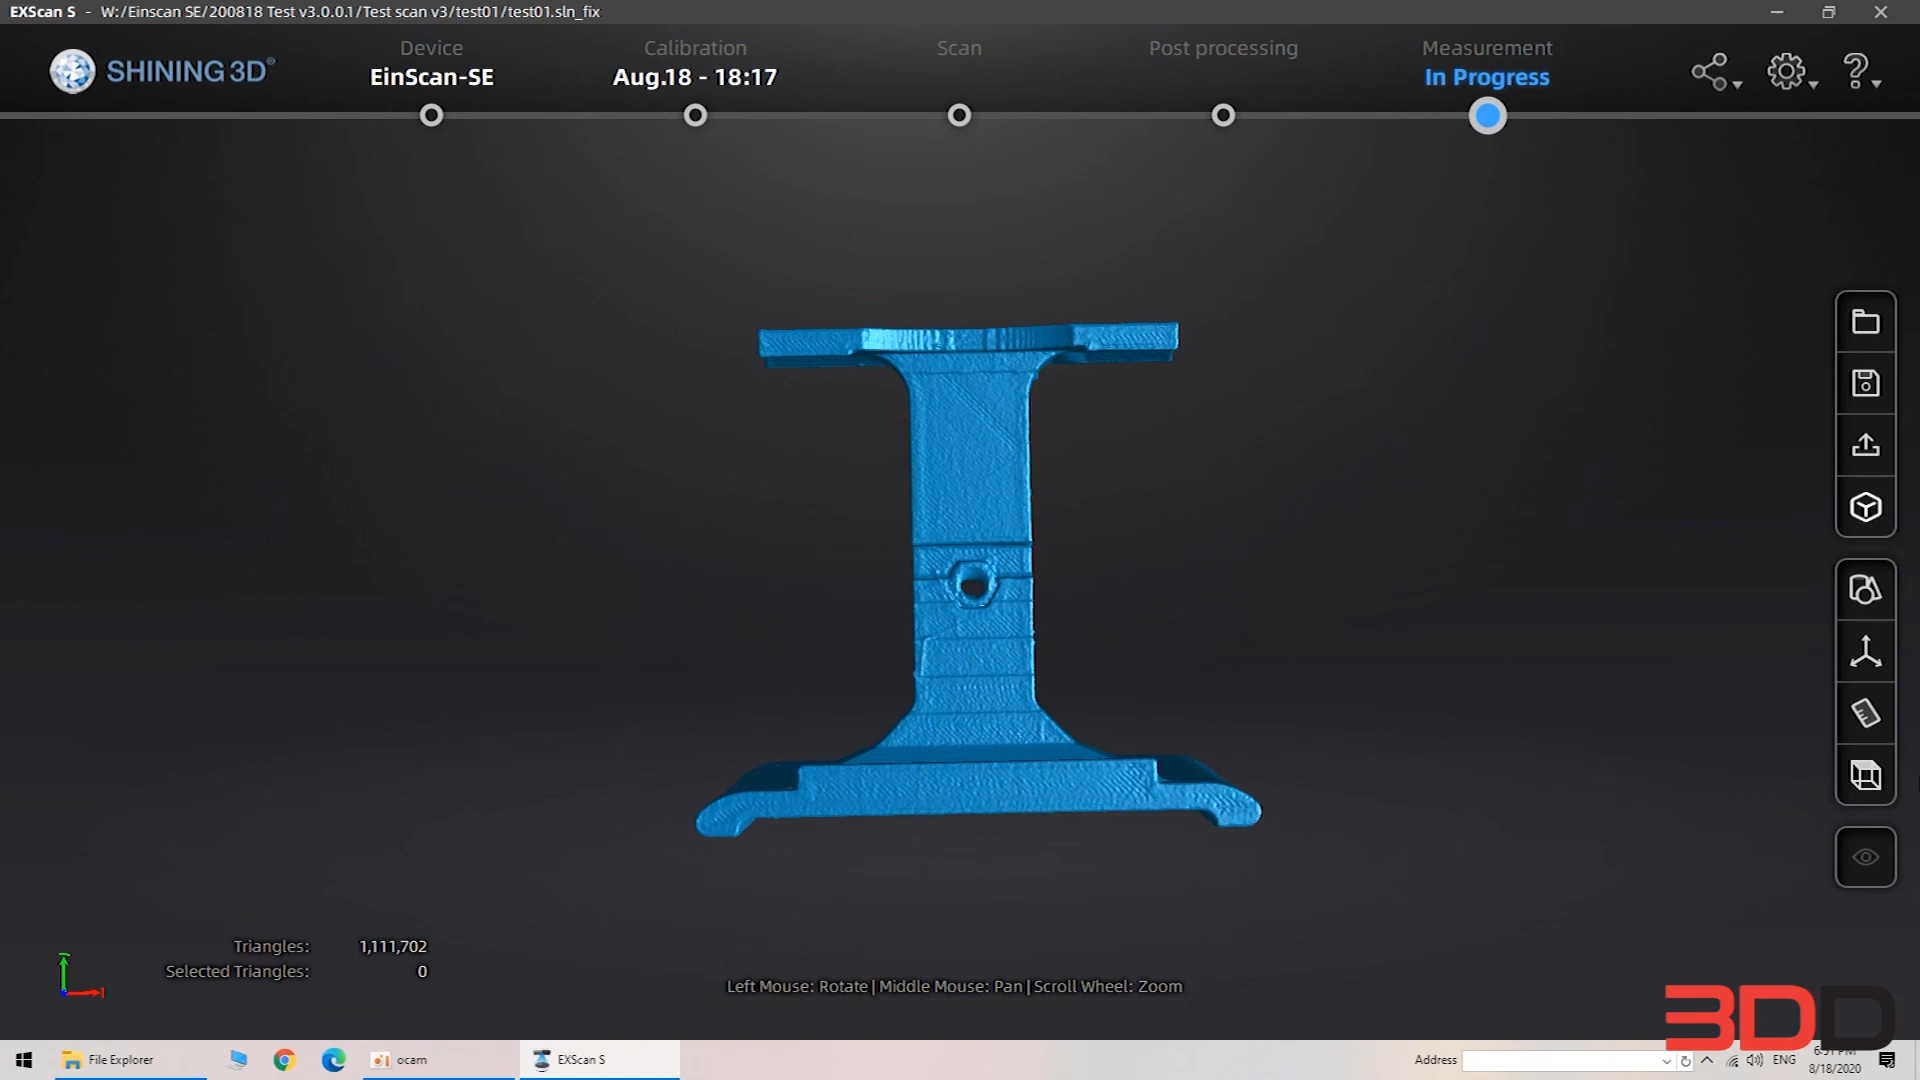 EXScan S - W:/Einscan SE/200818 Test v3.0.0.1/Test scan v3/test01/test01.sln_fix
SHINING 3D®
Device
EinScan-SE
Calibration
Aug.18 - 18:17
Scan
Post processing
Measurement
In Progress
Triangles: 1,111,702
Selected Triangles: 0
Left Mouse: Rotate | Middle Mouse: Pan | Scroll Wheel: Zoom
3DD
File Explorer
ocam
EXScan S
Address
ENG
8/18/2020